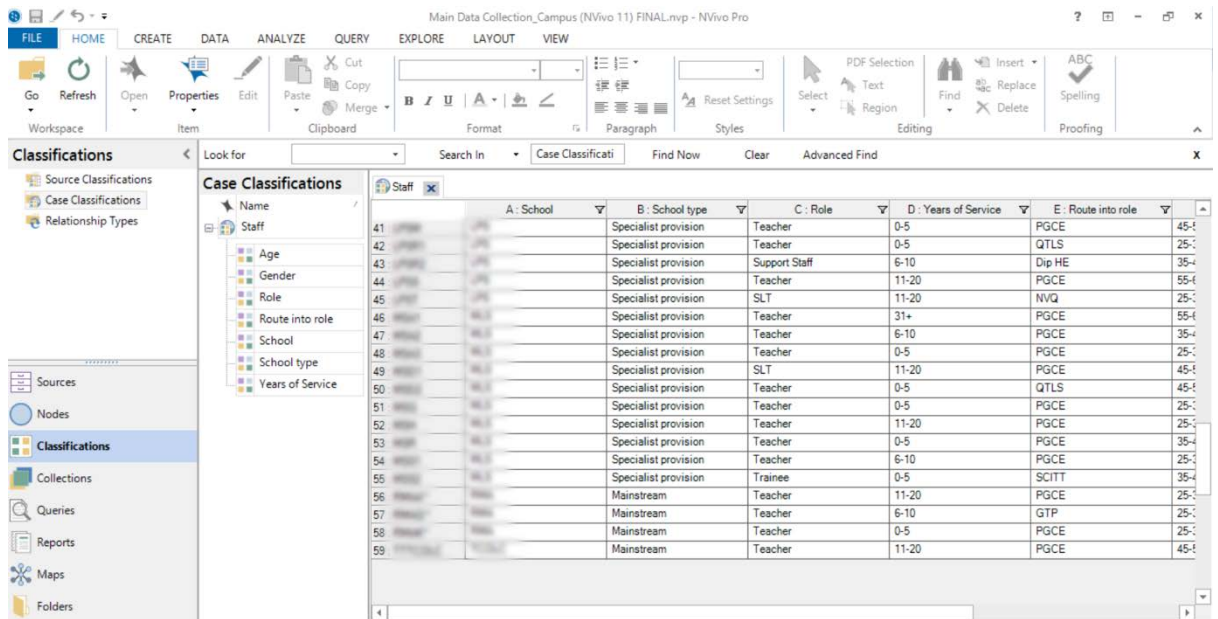 Main Data Collection_Campus (NVivo 11) FINAL.nvp - NVivo Pro
FILE HOME CREATE DATA ANALYZE QUERY EXPLORE LAYOUT VIEW
Go Refresh Open Properties Edit Paste Cut Copy Merge
B I U A
Reset Settings
Select PDF Selection Text Region Find Insert Replace Delete
ABC Spelling
Workspace Item Clipboard Format Paragraph Styles Editing Proofing
Classifications
Look for Search In Case Classificati Find Now Clear Advanced Find X
Source Classifications
Case Classifications
Relationship Types
Case Classifications
Name
Staff
Age
Gender
Role
Route into role
School
School type
Years of Service
Staff
A : School B : School type C : Role D : Years of Service E : Route into role
41 Specialist provision Teacher 0-5 PGCE
42 Specialist provision Teacher 0-5 QTLS
43 Specialist provision Support Staff 6-10 Dip HE
44 Specialist provision Teacher 11-20 PGCE
45 Specialist provision SLT 11-20 NVQ
46 Specialist provision Teacher 31+ PGCE
47 Specialist provision Teacher 6-10 PGCE
48 Specialist provision Teacher 0-5 PGCE
49 Specialist provision SLT 11-20 PGCE
50 Specialist provision Teacher 0-5 QTLS
51 Specialist provision Teacher 0-5 PGCE
52 Specialist provision Teacher 11-20 PGCE
53 Specialist provision Teacher 0-5 PGCE
54 Specialist provision Teacher 6-10 PGCE
55 Specialist provision Trainee 0-5 SCITT
56 Mainstream Teacher 11-20 PGCE
57 Mainstream Teacher 6-10 GTP
58 Mainstream Teacher 0-5 PGCE
59 Mainstream Teacher 11-20 PGCE
Sources
Nodes
Classifications
Collections
Queries
Reports
Maps
Folders